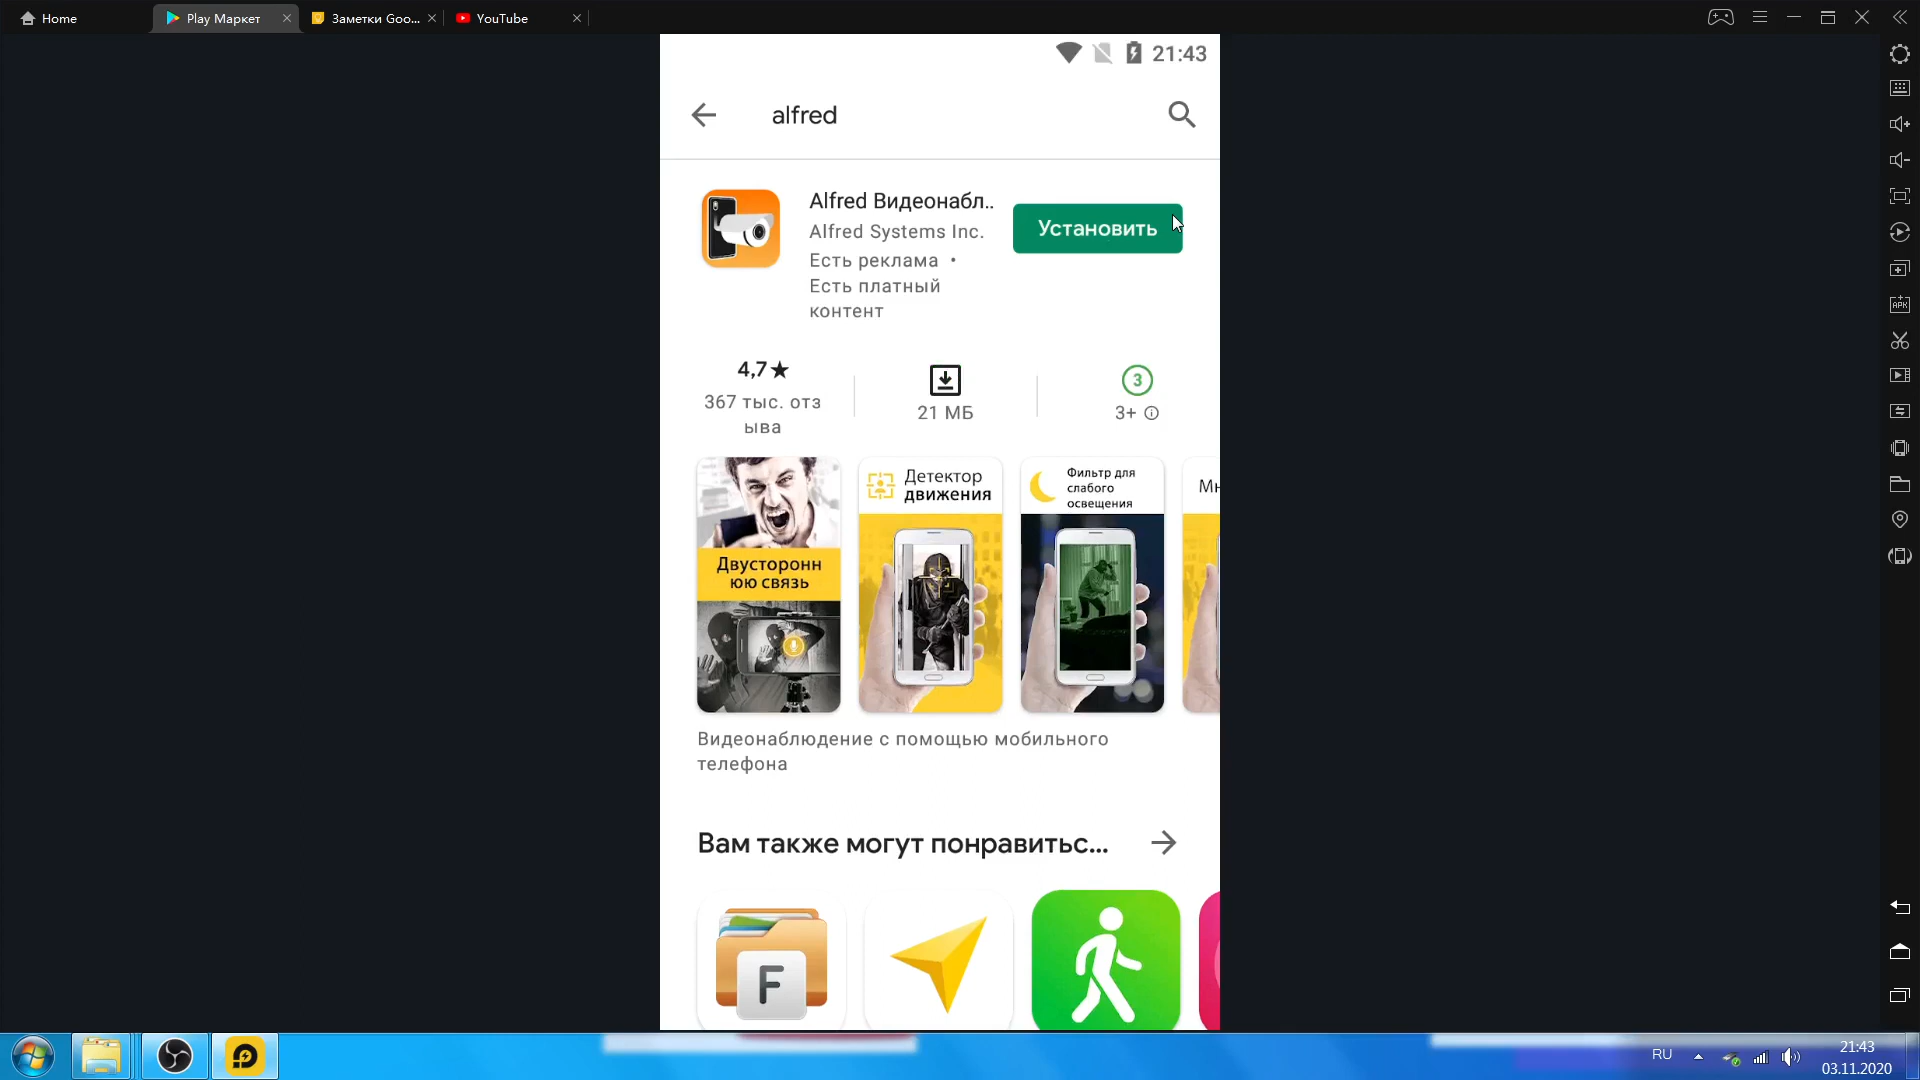 Home
Play Маркет
Заметки Goo...
YouTube
21:43
alfred
Alfred Видеонабл..
Alfred Systems Inc.
Установить
Есть реклама •
Есть платный
контент
4,7★
367 тыс. отз
ыва
21 МБ
3
3+
Двусторонн
юю связь
Детектор
движения
Фильтр для
слабого
освещения
Мн
Видеонаблюдение с помощью мобильного
телефона
Вам также могут понравитьс...
F
APK
RU
21:43
03.11.2020